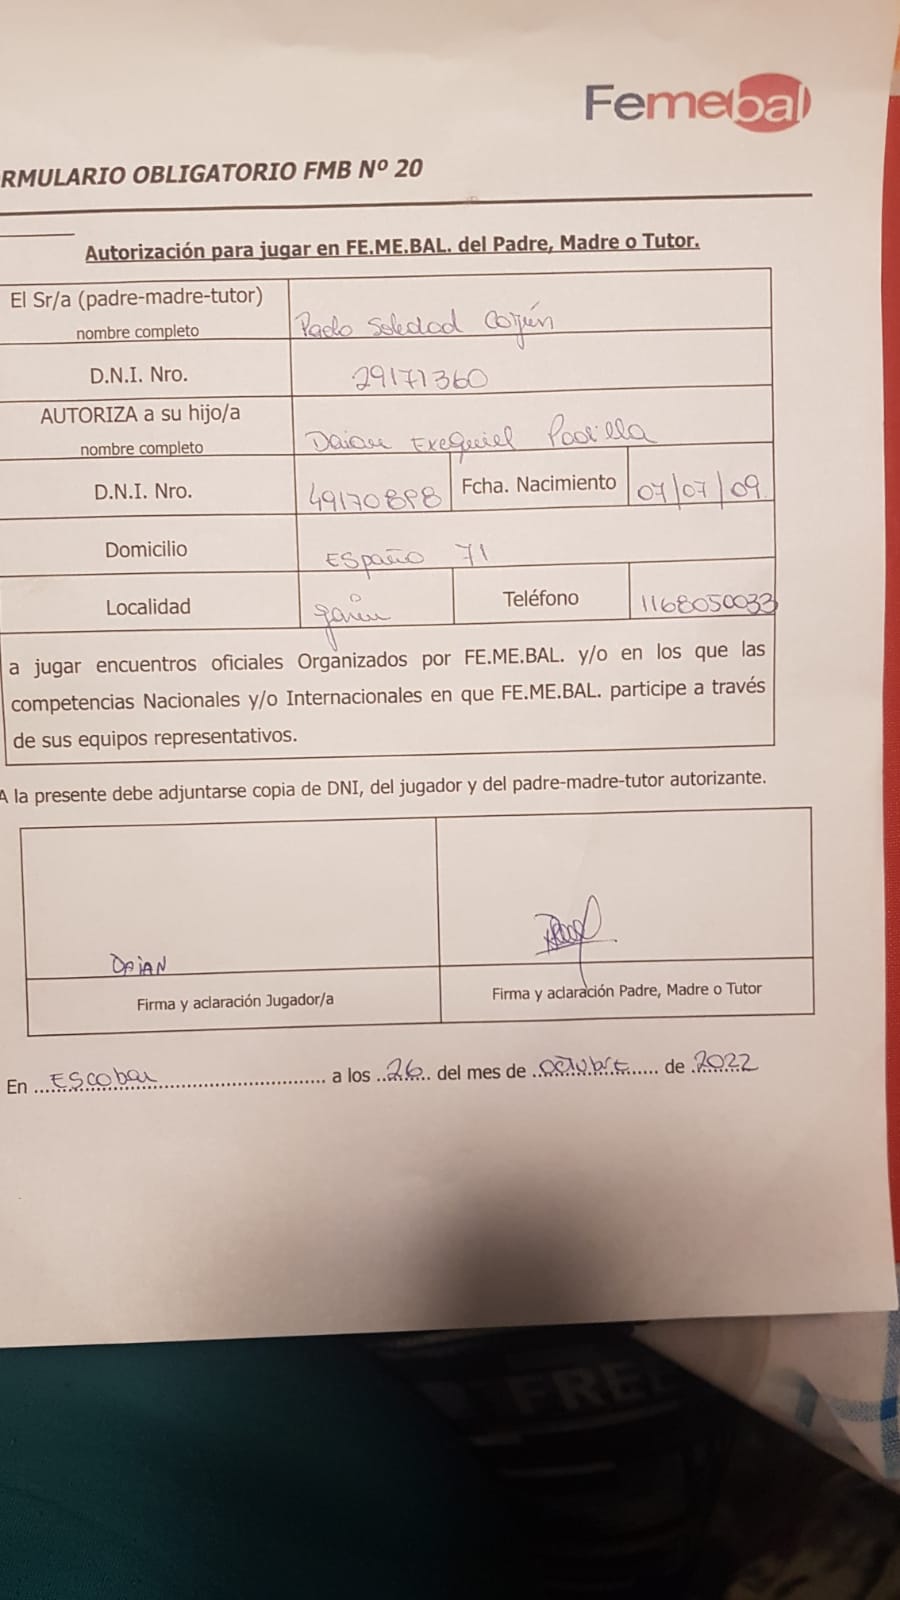 Femebal
RMULARIO OBLIGATORIO FMB Nº 20
Autorización para jugar en FE.ME.BAL. del Padre, Madre o Tutor.
El Sr/a (padre-madre-tutor)
nombre completo
Soledad
D.N.I. Nro.
29171360
AUTORIZA a su hijo/a
nombre completo
Daian Exequiel Padilla
D.N.I. Nro.
49170898
Fcha. Nacimiento
07/07/09
Domicilio
España 71
Localidad
garin
Teléfono
1168050033
a jugar encuentros oficiales Organizados por FE.ME.BAL. y/o en los que las
competencias Nacionales y/o Internacionales en que FE.ME.BAL. participe a través
de sus equipos representativos.
A la presente debe adjuntarse copia de DNI, del jugador y del padre-madre-tutor autorizante.
DAiAN
Firma y aclaración Jugador/a
Firma y aclaración Padre, Madre o Tutor
En ...Escobar................................ a los ..26.. del mes de ..octubre..... de .2022
FREE